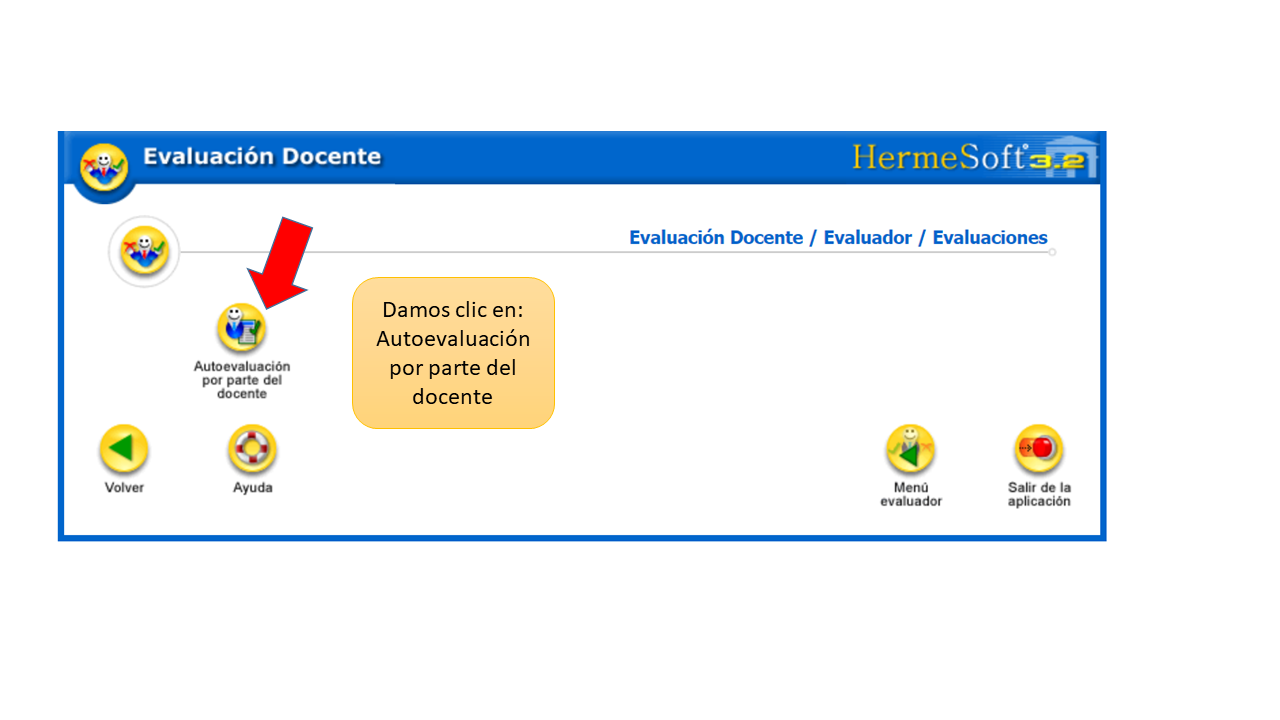 Evaluación Docente
HermeSoft 3.2
Evaluación Docente / Evaluador / Evaluaciones
Damos clic en:
Autoevaluación
por parte del
docente
Autoevaluación
por parte del
docente
Volver
Ayuda
Menú
evaluador
Salir de la
aplicación